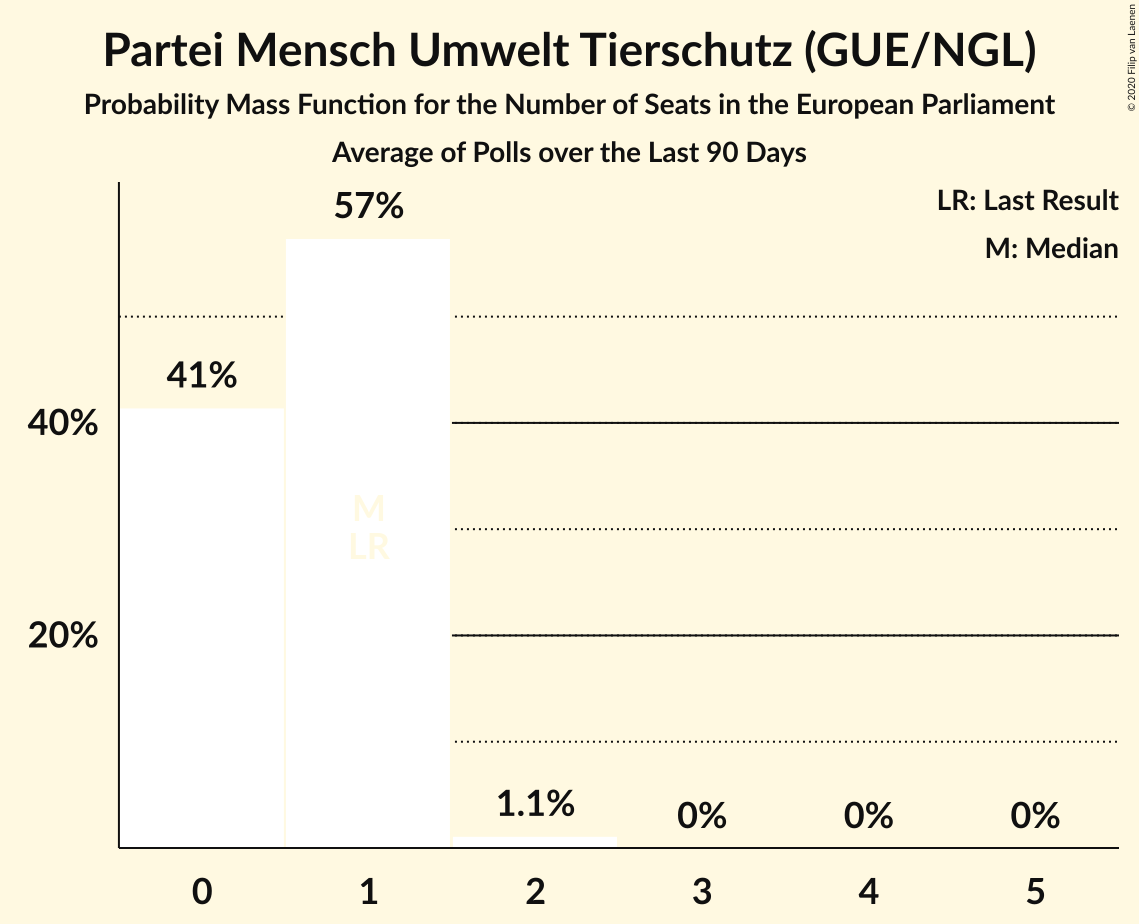 Partei Mensch Umwelt Tierschutz (GUE/NGL)
Probability Mass Function for the Number of Seats in the European Parliament
Average of Polls over the Last 90 Days
© 2020 Filip van Laenen
LR: Last Result
M: Median
57%
41%
40%
M
LR
20%
1.1%
0%
0%
0%
0
1
2
3
4
5